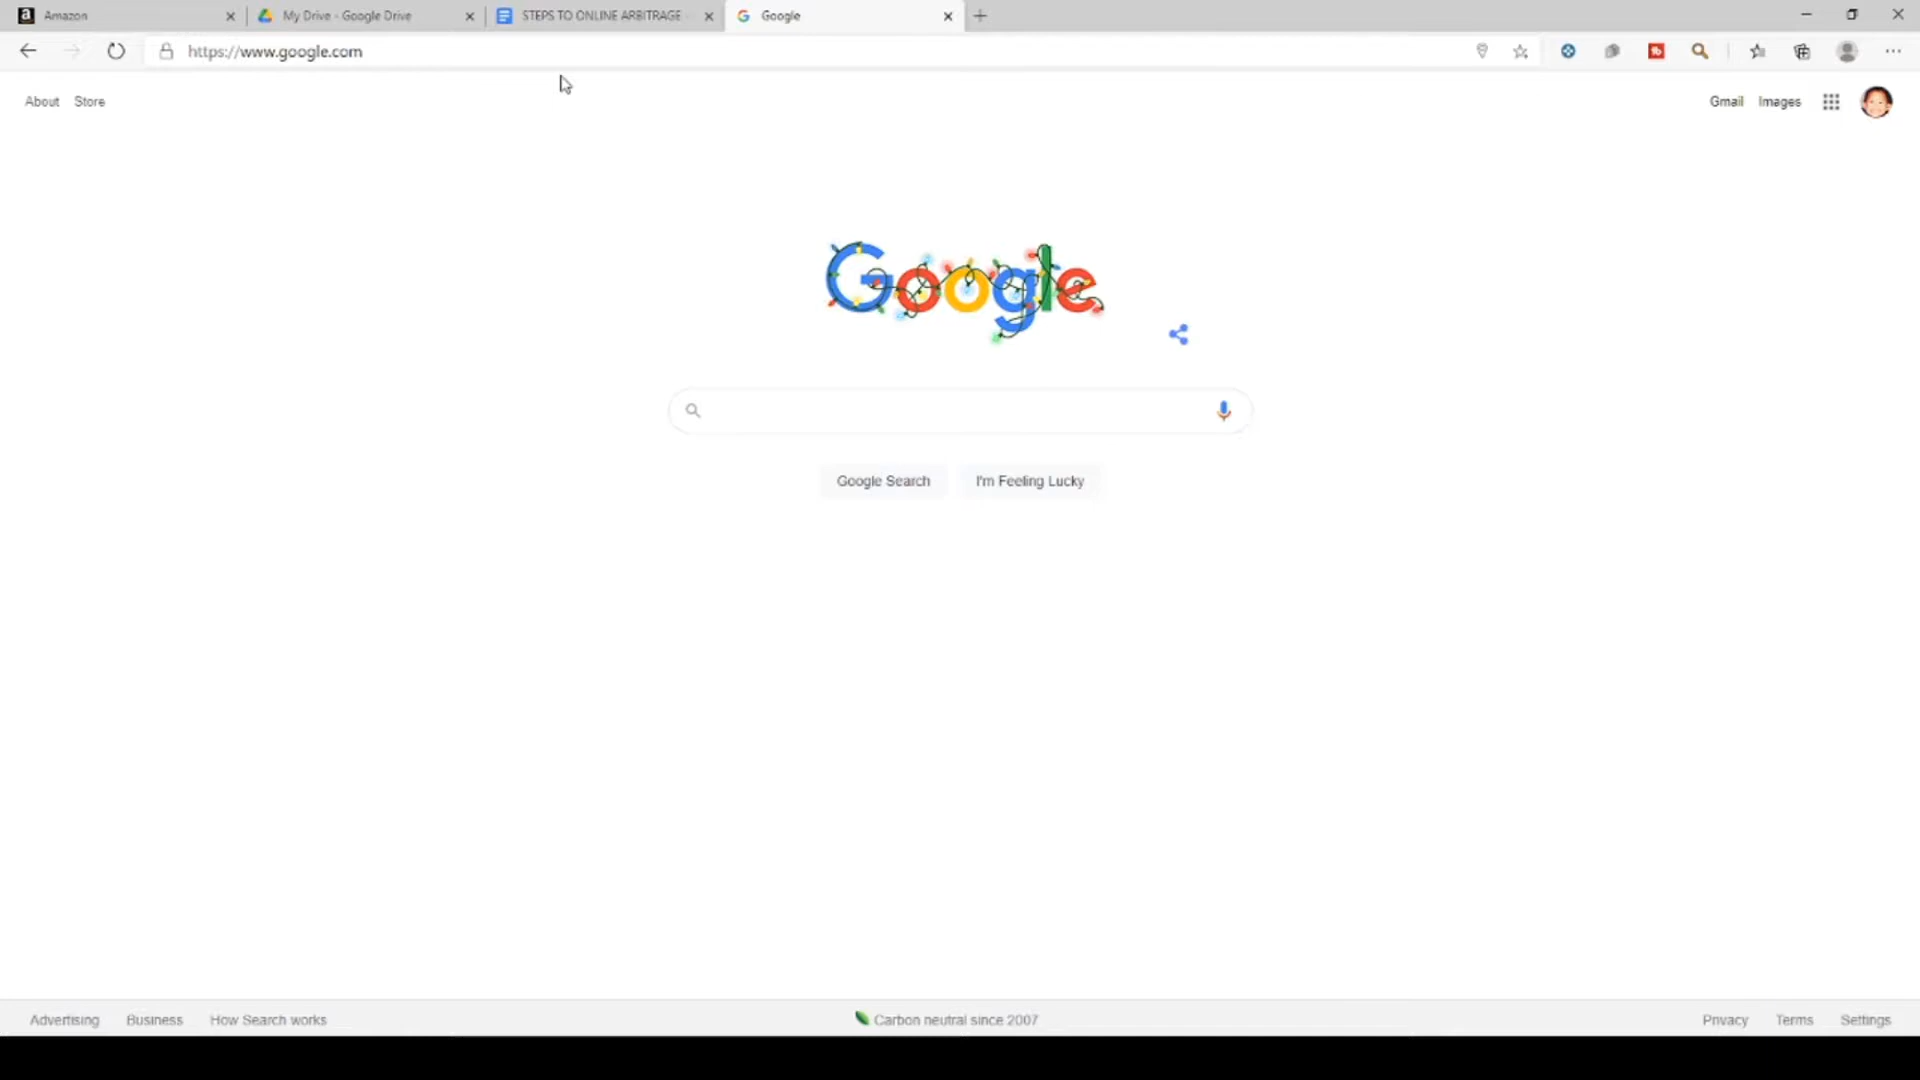 Amazon
My Drive - Google Drive
STEPS TO ONLINE ARBITRAGE
Google
https://www.google.com
About Store
Gmail Images
Google
Google Search I'm Feeling Lucky
Advertising Business How Search works
Carbon neutral since 2007
Privacy Terms Settings